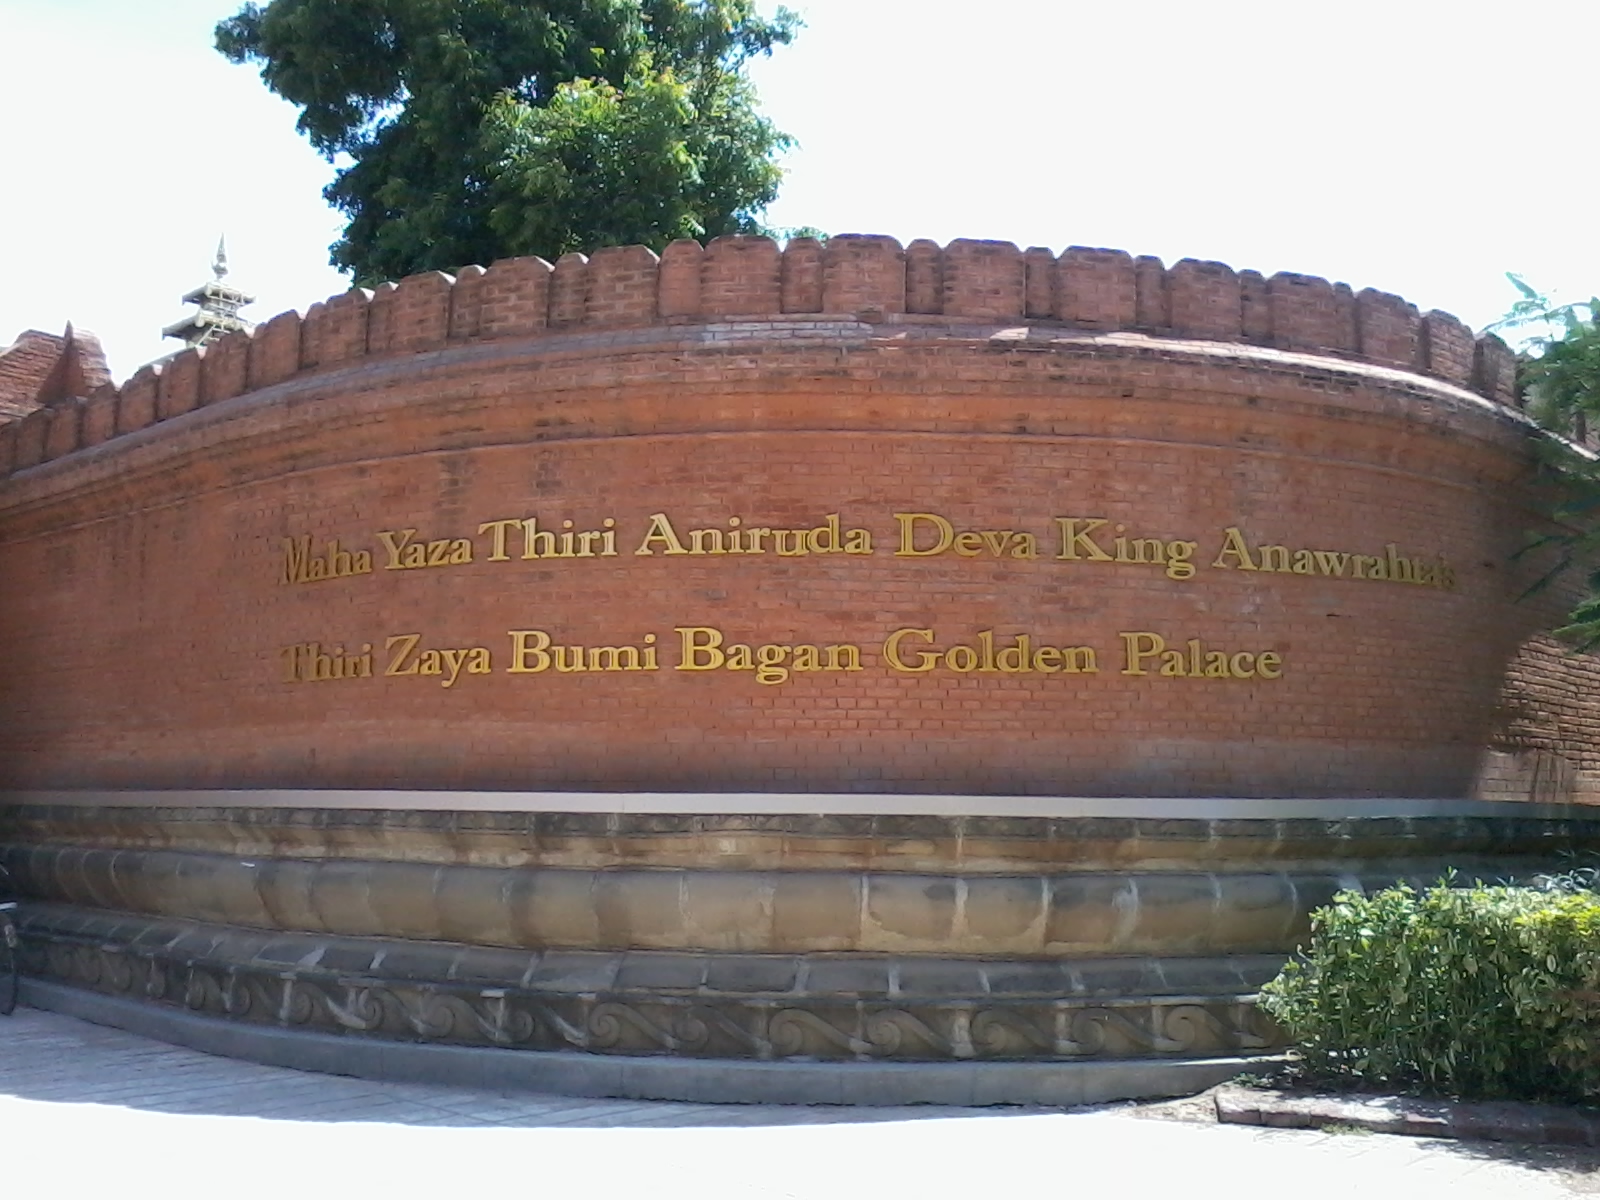 Maha Yaza Thiri Aniruda Deva King Anawrahta's
Thiri Zaya Bumi Bagan Golden Palace